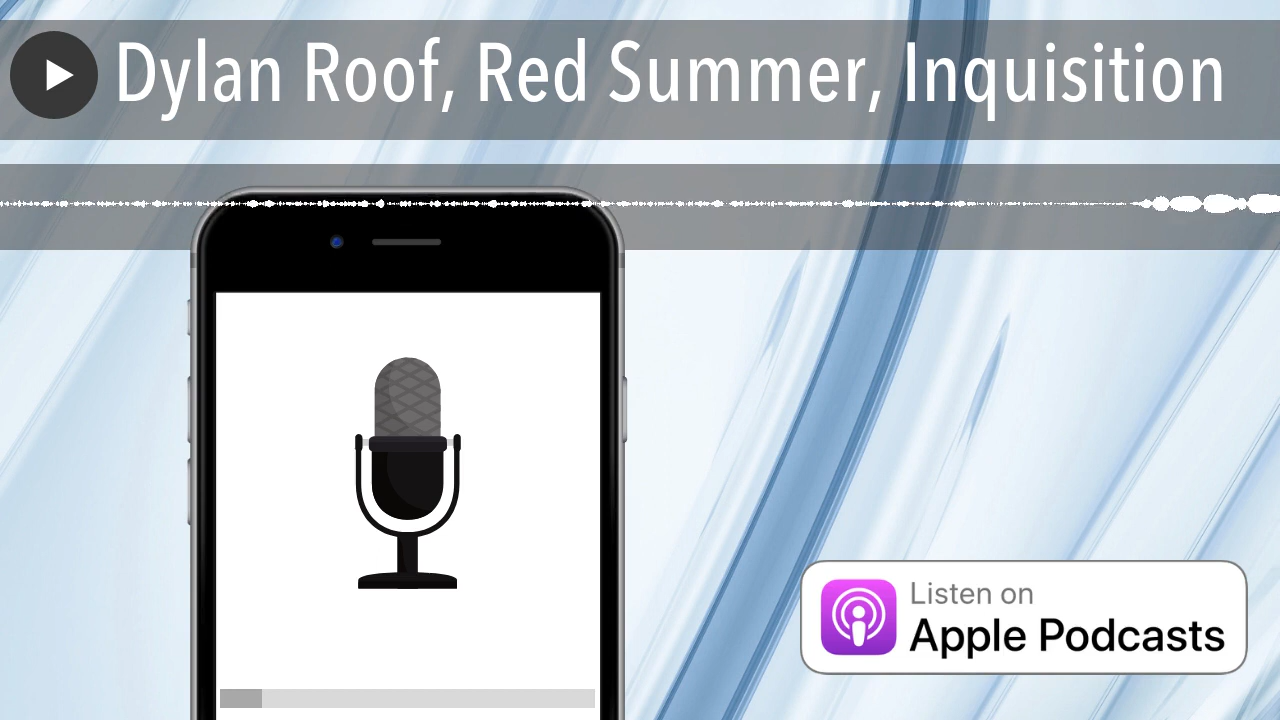 Dylan Roof, Red Summer, Inquisition
Listen on
Apple Podcasts